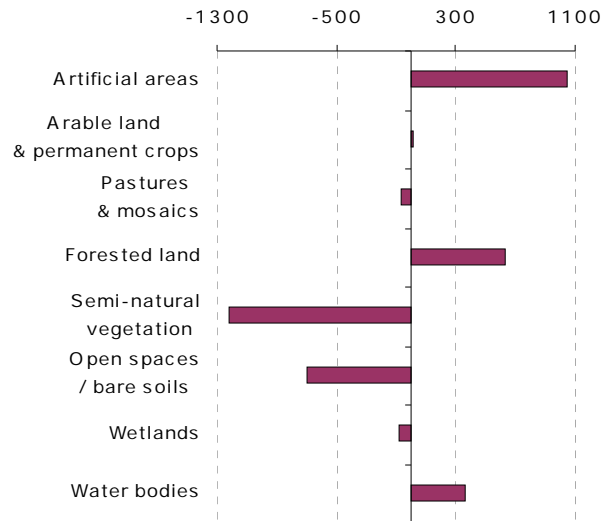 -1300 -500 300 1100
Artificial areas
Arable land
& permanent crops
Pastures
& mosaics
Forested land
Semi-natural
vegetation
Open spaces
/ bare soils
Wetlands
Water bodies